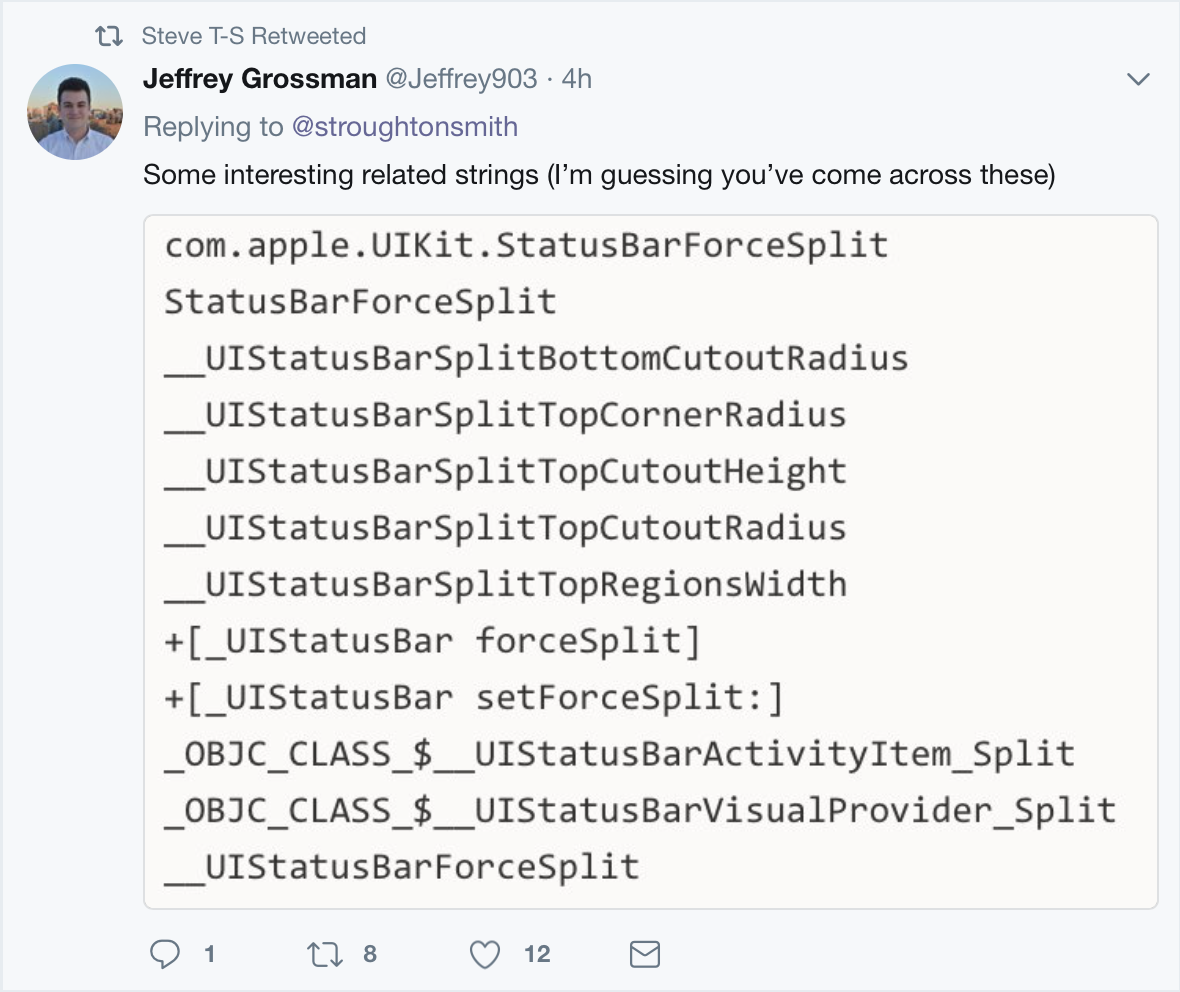 Steve T-S Retweeted
Jeffrey Grossman @Jeffrey903 · 4h
Replying to @stroughtonsmith
Some interesting related strings (I’m guessing you’ve come across these)
com.apple.UIKit.StatusBarForceSplit
StatusBarForceSplit
__UIStatusBarSplitBottomCutoutRadius
__UIStatusBarSplitTopCornerRadius
__UIStatusBarSplitTopCutoutHeight
__UIStatusBarSplitTopCutoutRadius
__UIStatusBarSplitTopRegionsWidth
+[_UIStatusBar forceSplit]
+[_UIStatusBar setForceSplit:]
_OBJC_CLASS_$__UIStatusBarActivityItem_Split
_OBJC_CLASS_$__UIStatusBarVisualProvider_Split
__UIStatusBarForceSplit
1 8 12